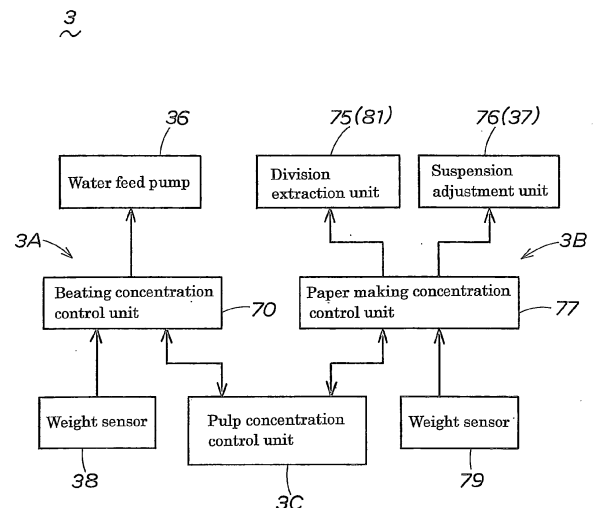 3
36
75(81)
76(37)
Water feed pump
Division
extraction unit
Suspension
adjustment unit
3A
3B
Beating concentration
control unit
Paper making concentration
control unit
70
77
Weight sensor
Pulp concentration
control unit
Weight sensor
38
3C
79